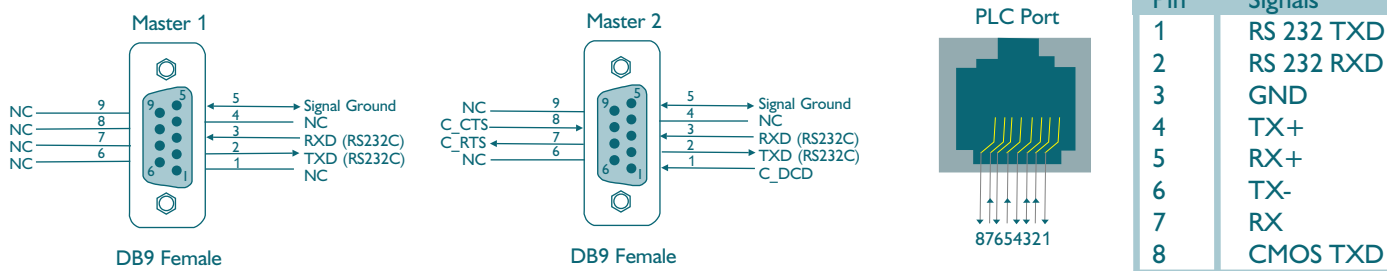 Master 1
NC 9
NC 8
NC 7
NC 6
9 5
6 1
5 Signal Ground
4 NC
3 RXD (RS232C)
2 TXD (RS232C)
1 NC
DB9 Female
Master 2
NC 9
C_CTS 8
C_RTS 7
NC 6
9 5
6 1
5 Signal Ground
4 NC
3 RXD (RS232C)
2 TXD (RS232C)
1 C_DCD
DB9 Female
PLC Port
87654321
Pin Signals
1 RS 232 TXD
2 RS 232 RXD
3 GND
4 TX+
5 RX+
6 TX-
7 RX
8 CMOS TXD